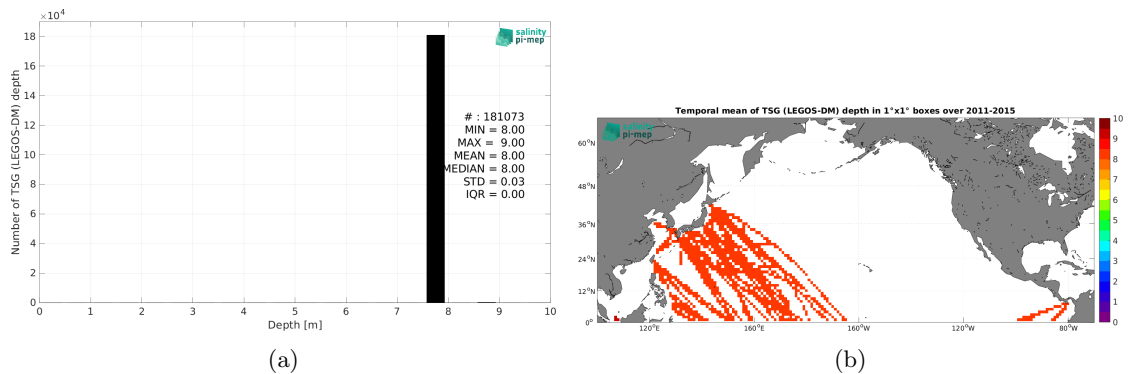 ×10⁴
18
16
14
12
10
8
6
4
2
0
Number of TSG (LEGOS-DM) depth
salinity
pi-mep
# : 181073
MIN = 8.00
MAX = 9.00
MEAN = 8.00
MEDIAN = 8.00
STD = 0.03
IQR = 0.00
0 1 2 3 4 5 6 7 8 9 10
Depth [m]
(a)
Temporal mean of TSG (LEGOS-DM) depth in 1°x1° boxes over 2011-2015
salinity
pi-mep
60°N
48°N
36°N
24°N
12°N
0°
120°E 160°E 160°W 120°W 80°W
10
9
8
7
6
5
4
3
2
1
0
(b)